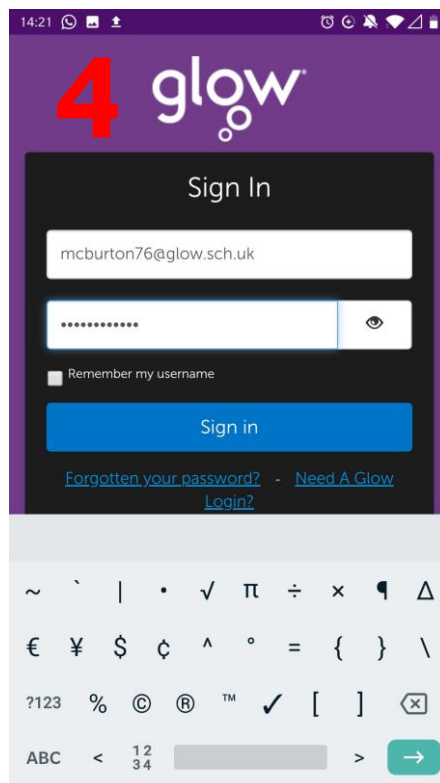 14:21
4
glow
Sign In
mcburton76@glow.sch.uk
••••••••••••
Remember my username
Sign in
Forgotten your password? - Need A Glow
Login?
~ ` | • √ π ÷ × ¶ Δ
€ ¥ $ ¢ ^ ° = { } \
?123 % © ® ™ ✓ [ ]
ABC < 12 34 > →